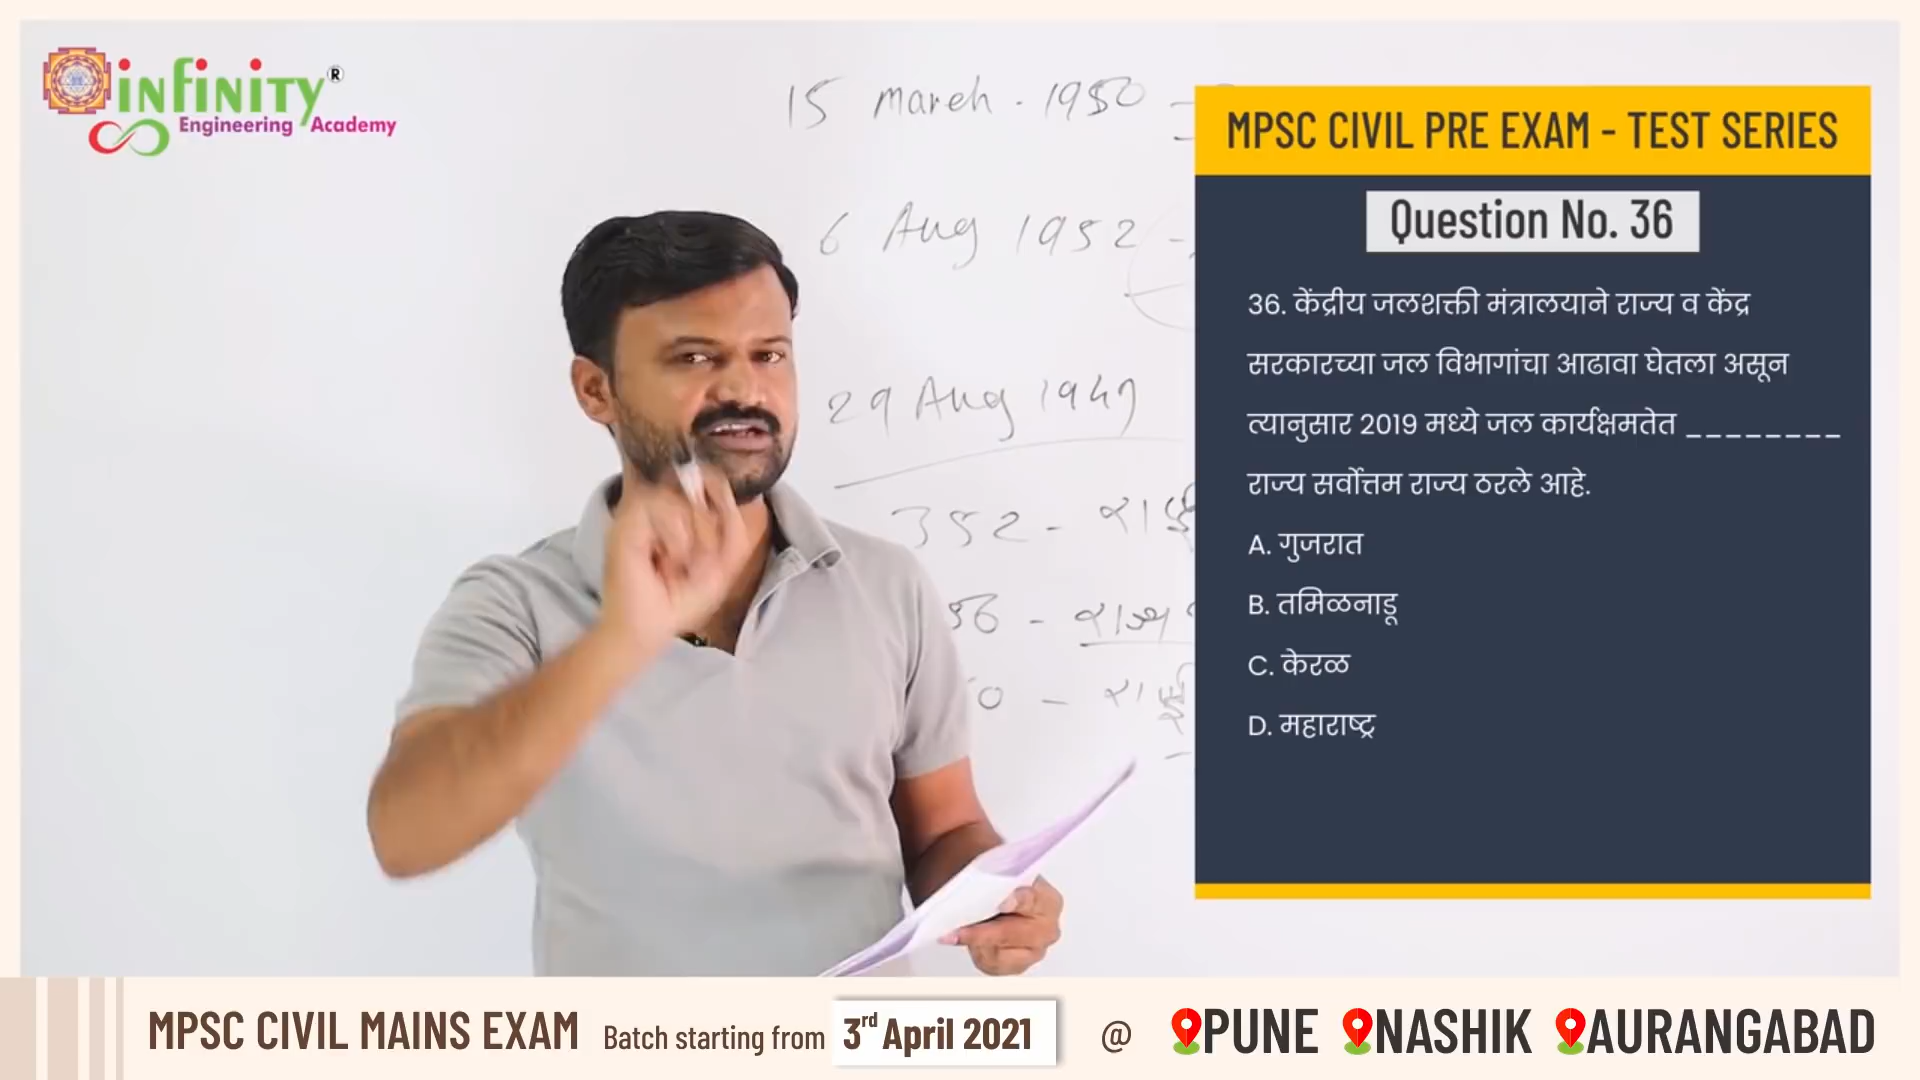 infinity®
Engineering Academy
15 march - 1950 -
6 Aug 1952 -
29 Aug 1947
352 -
56 - राज्य
0 -
MPSC CIVIL PRE EXAM - TEST SERIES
Question No. 36
36. केंद्रीय जलशक्ती मंत्रालयाने राज्य व केंद्र
सरकारच्या जल विभागांचा आढावा घेतला असून
त्यानुसार 2019 मध्ये जल कार्यक्षमतेत ________
राज्य सर्वोत्तम राज्य ठरले आहे.
A. गुजरात
B. तमिळनाडू
C. केरळ
D. महाराष्ट्र
MPSC CIVIL MAINS EXAM Batch starting from 3rd April 2021 @ PUNE NASHIK AURANGABAD